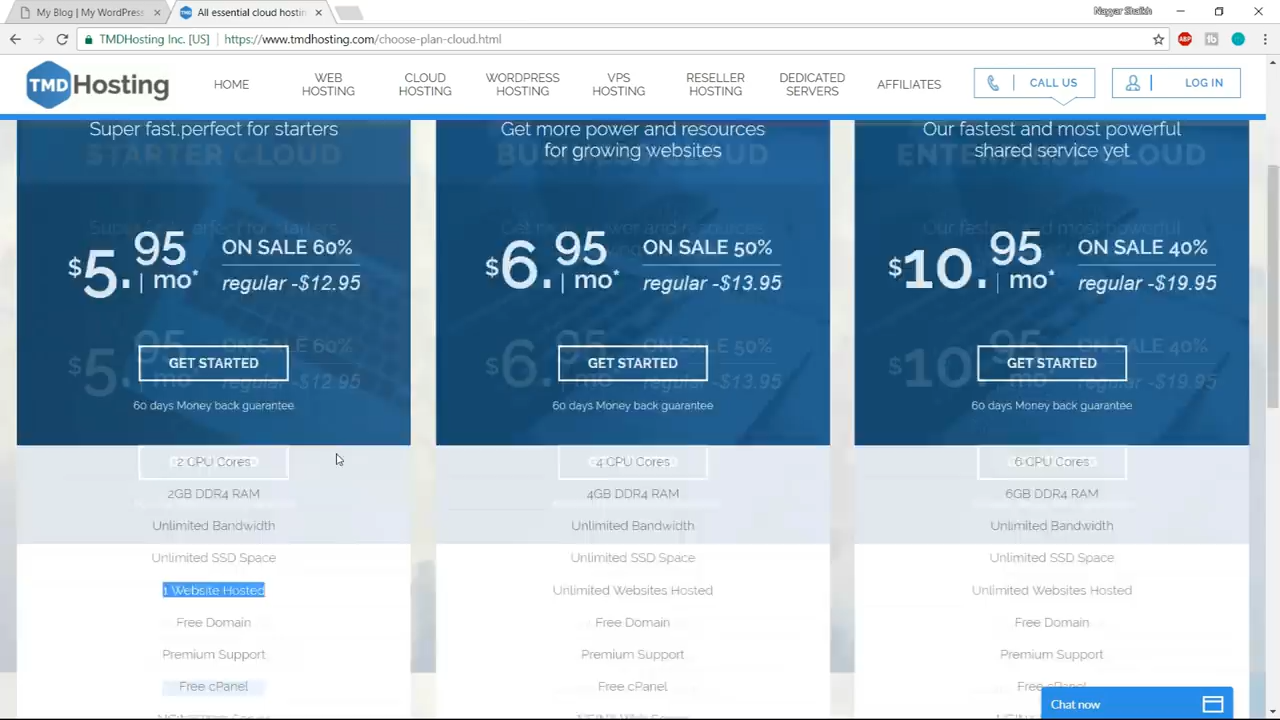 My Blog | My WordPress
All essential cloud hostin
Nayyar Shaikh
TMDHosting Inc. [US]
https://www.tmdhosting.com/choose-plan-cloud.html
ABP
tb
TMDHosting
HOME
WEB HOSTING
CLOUD HOSTING
WORDPRESS HOSTING
VPS HOSTING
RESELLER HOSTING
DEDICATED SERVERS
AFFILIATES
CALL US
LOG IN
STARTER CLOUD
Super fast,perfect for starters
$5.95 | mo*
ON SALE 60%
regular -$12.95
GET STARTED
60 days Money back guarantee
2 CPU Cores
2GB DDR4 RAM
Unlimited Bandwidth
Unlimited SSD Space
1 Website Hosted
Free Domain
Premium Support
Free cPanel
Get more power and resources
for growing websites
$6.95 | mo*
ON SALE 50%
regular -$13.95
GET STARTED
60 days Money back guarantee
4 CPU Cores
4GB DDR4 RAM
Unlimited Bandwidth
Unlimited SSD Space
Unlimited Websites Hosted
Free Domain
Premium Support
Free cPanel
ENTERPRISE CLOUD
Our fastest and most powerful
shared service yet
$10.95 | mo*
ON SALE 40%
regular -$19.95
GET STARTED
60 days Money back guarantee
6 CPU Cores
6GB DDR4 RAM
Unlimited Bandwidth
Unlimited SSD Space
Unlimited Websites Hosted
Free Domain
Premium Support
Free cPanel
Chat now